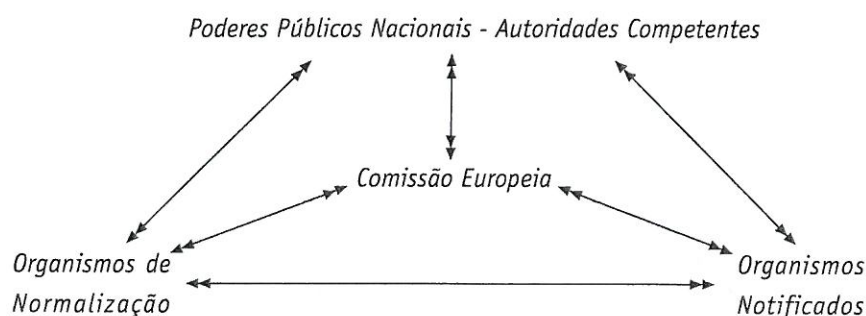 Poderes Públicos Nacionais - Autoridades Competentes
Comissão Europeia
Organismos de
Normalização
Organismos
Notificados